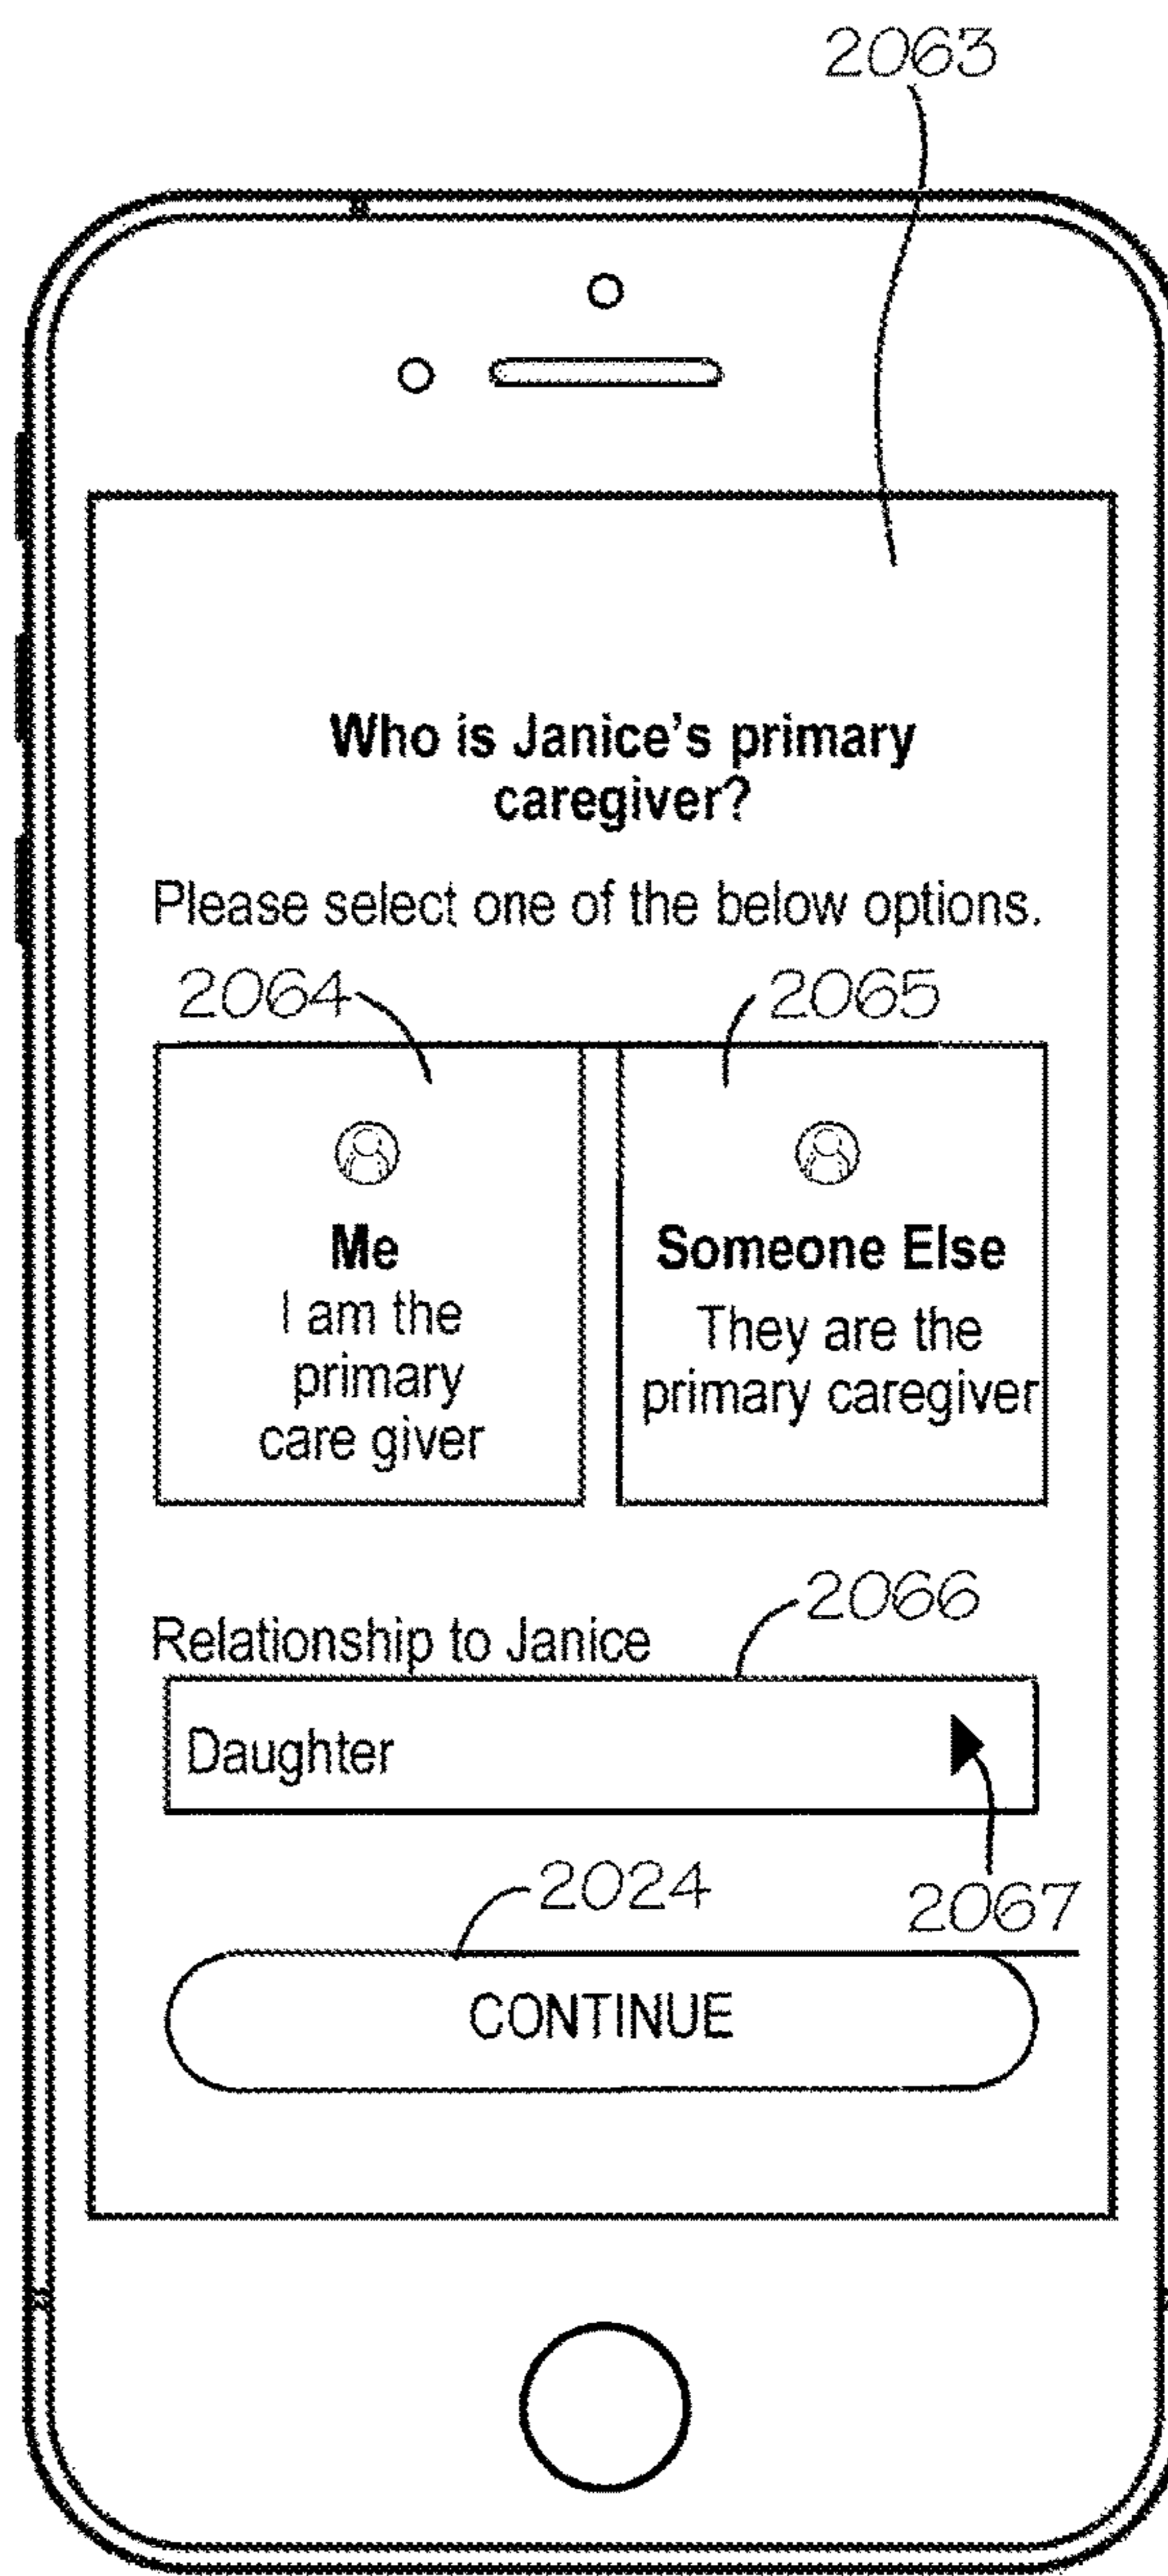 2063
Who is Janice's primary
caregiver?
Please select one of the below options.
2064
2065
Me
I am the
primary
care giver
Someone Else
They are the
primary caregiver
2066
Relationship to Janice
Daughter
2067
2024
CONTINUE